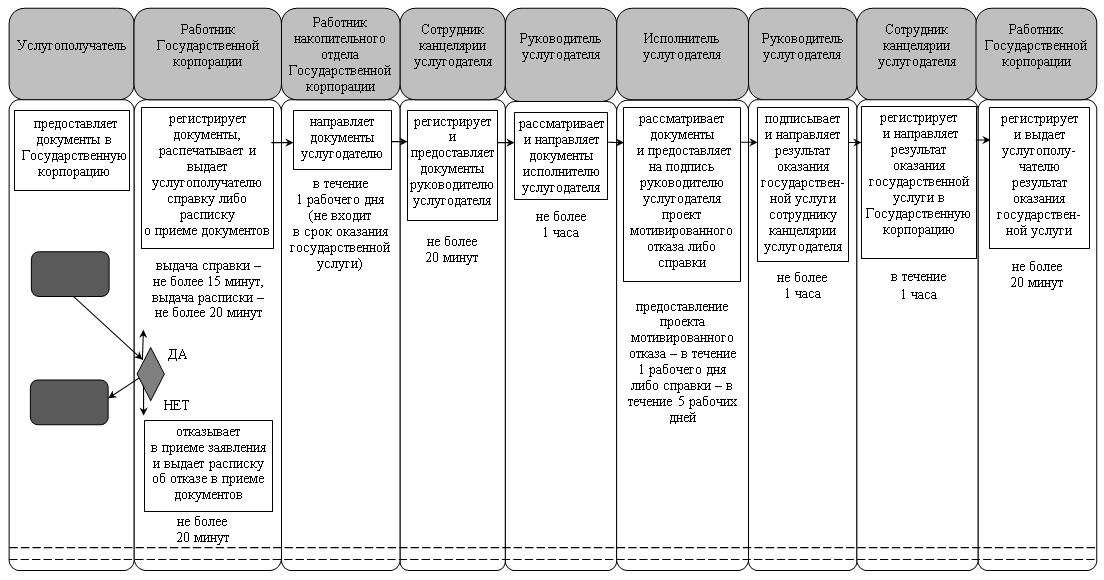 Услугополучатель
Работник
Государственной
корпорации
Работник
накопительного
отдела
Государственной
корпорации
Сотрудник
канцелярии
услугодателя
Руководитель
услугодателя
Исполнитель
услугодателя
Руководитель
услугодателя
Сотрудник
канцелярии
услугодателя
Работник
Государственной
корпорации
предоставляет
документы в
Государственную
корпорацию
регистрирует
документы,
распечатывает и
выдает
услугополучателю
справку либо
расписку
о приеме документов
выдача справки –
не более 15 минут,
выдача расписки –
не более 20 минут
ДА
НЕТ
отказывает
в приеме заявления
и выдает расписку
об отказе в приеме
документов
не более
20 минут
направляет
документы
услугодателю
в течение
1 рабочего дня
(не входит
в срок оказания
государственной
услуги)
регистрирует
и
предоставляет
документы
руководителю
услугодателя
не более
20 минут
рассматривает
и направляет
документы
исполнителю
услугодателя
не более
1 часа
рассматривает
документы
и предоставляет
на подпись
руководителю
услугодателя
проект
мотивированного
отказа либо
справки
предоставление
проекта
мотивированного
отказа – в течение
1 рабочего дня
либо справки – в
течение 5 рабочих
дней
подписывает
и направляет
результат
оказания
государствен-
ной услуги
сотруднику
канцелярии
услугодателя
не более
1 часа
регистрирует
и направляет
результат
оказания
государственной
услуги в
Государственную
корпорацию
в течение
1 часа
регистрирует
и выдает
услугополу-
чателю
результат
оказания
государствен-
ной услуги
не более
20 минут